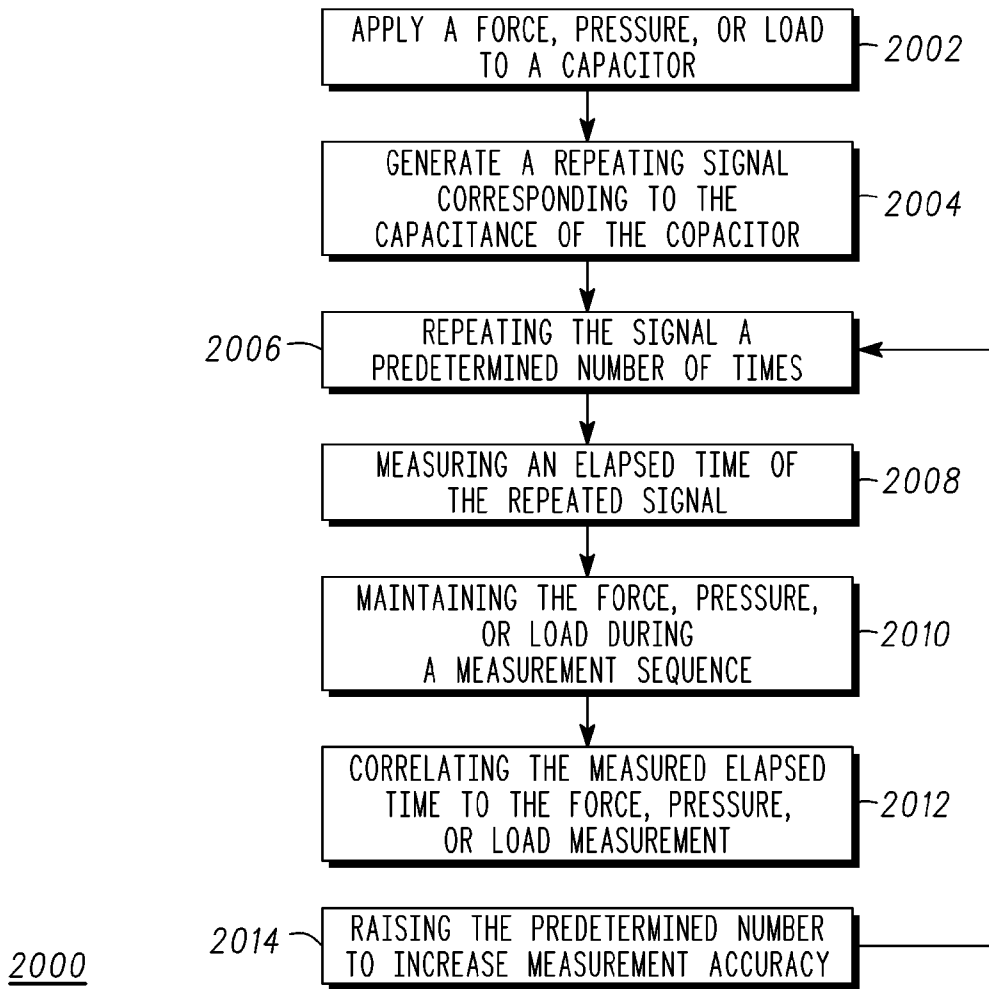 APPLY A FORCE, PRESSURE, OR LOAD
TO A CAPACITOR
2002
GENERATE A REPEATING SIGNAL
CORRESPONDING TO THE
CAPACITANCE OF THE COPACITOR
2004
2006
REPEATING THE SIGNAL A
PREDETERMINED NUMBER OF TIMES
MEASURING AN ELAPSED TIME OF
THE REPEATED SIGNAL
2008
MAINTAINING THE FORCE, PRESSURE,
OR LOAD DURING
A MEASUREMENT SEQUENCE
2010
CORRELATING THE MEASURED ELAPSED
TIME TO THE FORCE, PRESSURE,
OR LOAD MEASUREMENT
2012
2014
RAISING THE PREDETERMINED NUMBER
TO INCREASE MEASUREMENT ACCURACY
2000